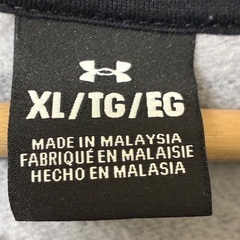 XL/TG/EG
MADE IN MALAYSIA
FABRIQUÉ EN MALAISIE
HECHO EN MALASIA